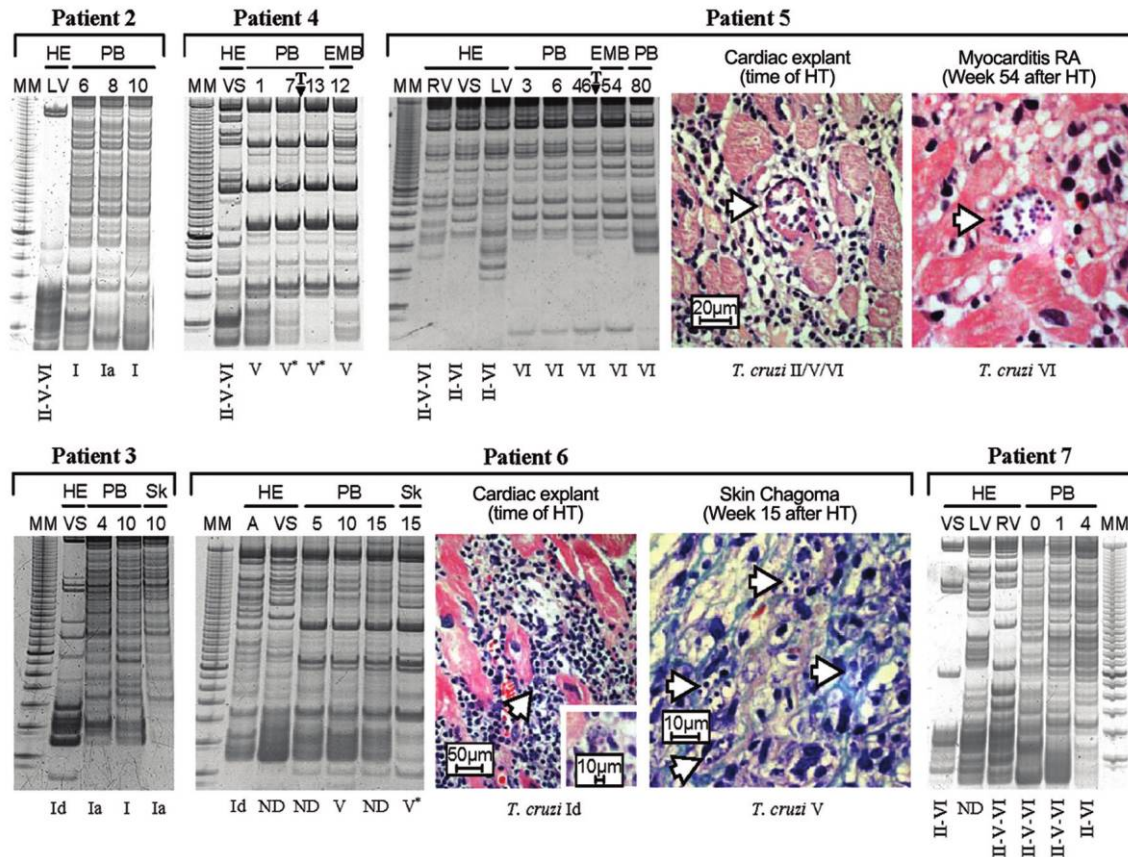 Patient 2 Patient 4 Patient 5
HE PB HE PB EMB HE PB EMB PB Cardiac explant Myocarditis RA
(time of HT) (Week 54 after HT)
T T
MM LV 6 8 10 MM VS 1 7 13 12 MM RV VS LV 3 6 46 54 80
20µm
II-V-VI I Ia I II-V-VI V V* V* V II-V-VI II-VI II-VI VI VI VI VI VI T. cruzi II/V/VI T. cruzi VI
Patient 3 Patient 6 Patient 7
HE PB Sk HE PB Sk Cardiac explant Skin Chagoma HE PB
(time of HT) (Week 15 after HT)
MM VS 4 10 10 MM A VS 5 10 15 15 VS LV RV 0 1 4 MM
50µm 10µm 10µm
Id Ia I Ia Id ND ND V ND V* T. cruzi Id T. cruzi V II-VI ND II-V-VI II-V-VI II-V-VI II-VI